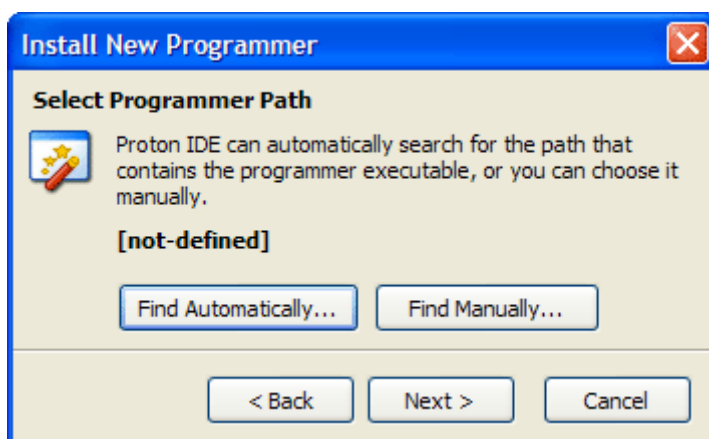 Install New Programmer
Select Programmer Path
Proton IDE can automatically search for the path that
contains the programmer executable, or you can choose it
manually.
[not-defined]
Find Automatically... Find Manually...
< Back Next > Cancel